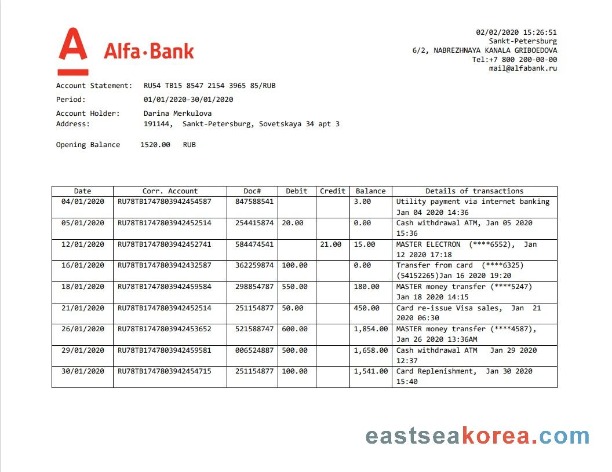 02/02/2020 15:26:51
Sankt-Petersburg
6/2, NABREZHNAYA KANALA GRIBOEDOVA
Tel:+7 800 200-00-00
mail@alfabank.ru
A Alfa·Bank
Account Statement: RU54 TB15 8547 2154 3965 85/RUB
Period: 01/01/2020-30/01/2020
Account Holder: Darina Merkulova
Address: 191144, Sankt-Petersburg, Sovetskaya 34 apt 3
Opening Balance 1520.00 RUB
Date Corr. Account Doc# Debit Credit Balance Details of transactions
04/01/2020 RU78TB1747803942454587 847588541 3.00 Utility payment via internet banking
Jan 04 2020 14:36
05/01/2020 RU78TB1747803942452514 254415874 20.00 0.00 Cash withdrawal ATM, Jan 05 2020
15:36
12/01/2020 RU78TB1747803942452741 584474541 21.00 15.00 MASTER ELECTRON (****6552), Jan
12 2020 17:18
16/01/2020 RU78TB1747803942432587 362259874 100.00 0.00 Transfer from card (****6325)
(54152265)Jan 16 2020 19:20
18/01/2020 RU78TB1747803942459584 298854787 550.00 180.00 MASTER money transfer (****5247)
Jan 18 2020 14:15
21/01/2020 RU78TB1747803942452514 251154877 50.00 450.00 Card re-issue Visa sales, Jan 21
2020 06:30
26/01/2020 RU78TB1747803942453652 521588747 600.00 1,854.00 MASTER money transfer (****4587),
Jan 26 2020 13:36AM
29/01/2020 RU78TB1747803942459581 006524887 500.00 1,658.00 Cash withdrawal ATM Jan 29 2020
12:37
30/01/2020 RU78TB1747803942454715 251154877 100.00 1,541.00 Card Replenishment, Jan 30 2020
15:40
eastseakorea.com